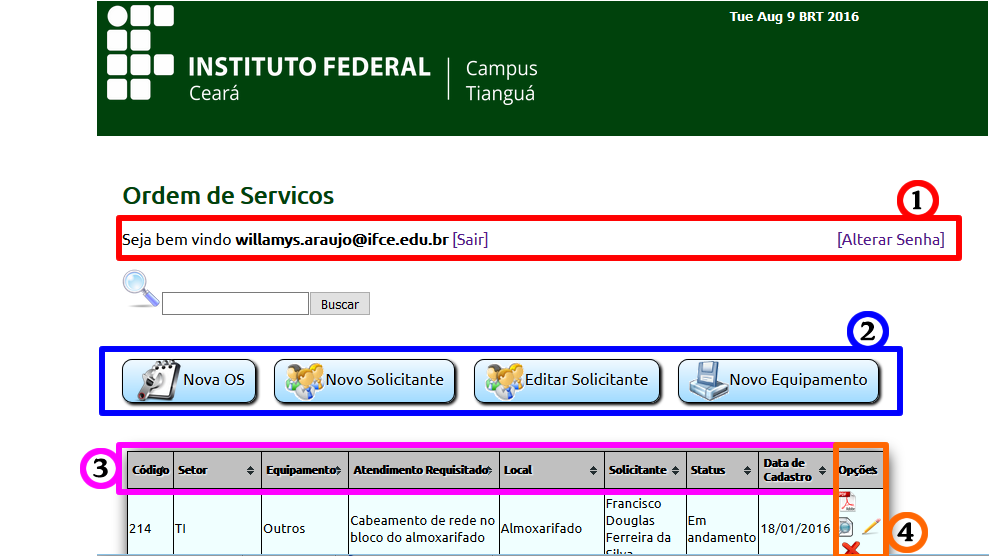 Tue Aug 9 BRT 2016
INSTITUTO FEDERAL
Ceará
Campus
Tianguá
Ordem de Servicos
1
Seja bem vindo willamys.araujo@ifce.edu.br [Sair] [Alterar Senha]
Buscar
2
Nova OS Novo Solicitante Editar Solicitante Novo Equipamento
3
Código Setor Equipamento Atendimento Requisitado Local Solicitante Status Data de Cadastro Opções
214 TI Outros Cabeamento de rede no bloco do almoxarifado Almoxarifado Francisco Douglas Ferreira da Silva Em andamento 18/01/2016
4